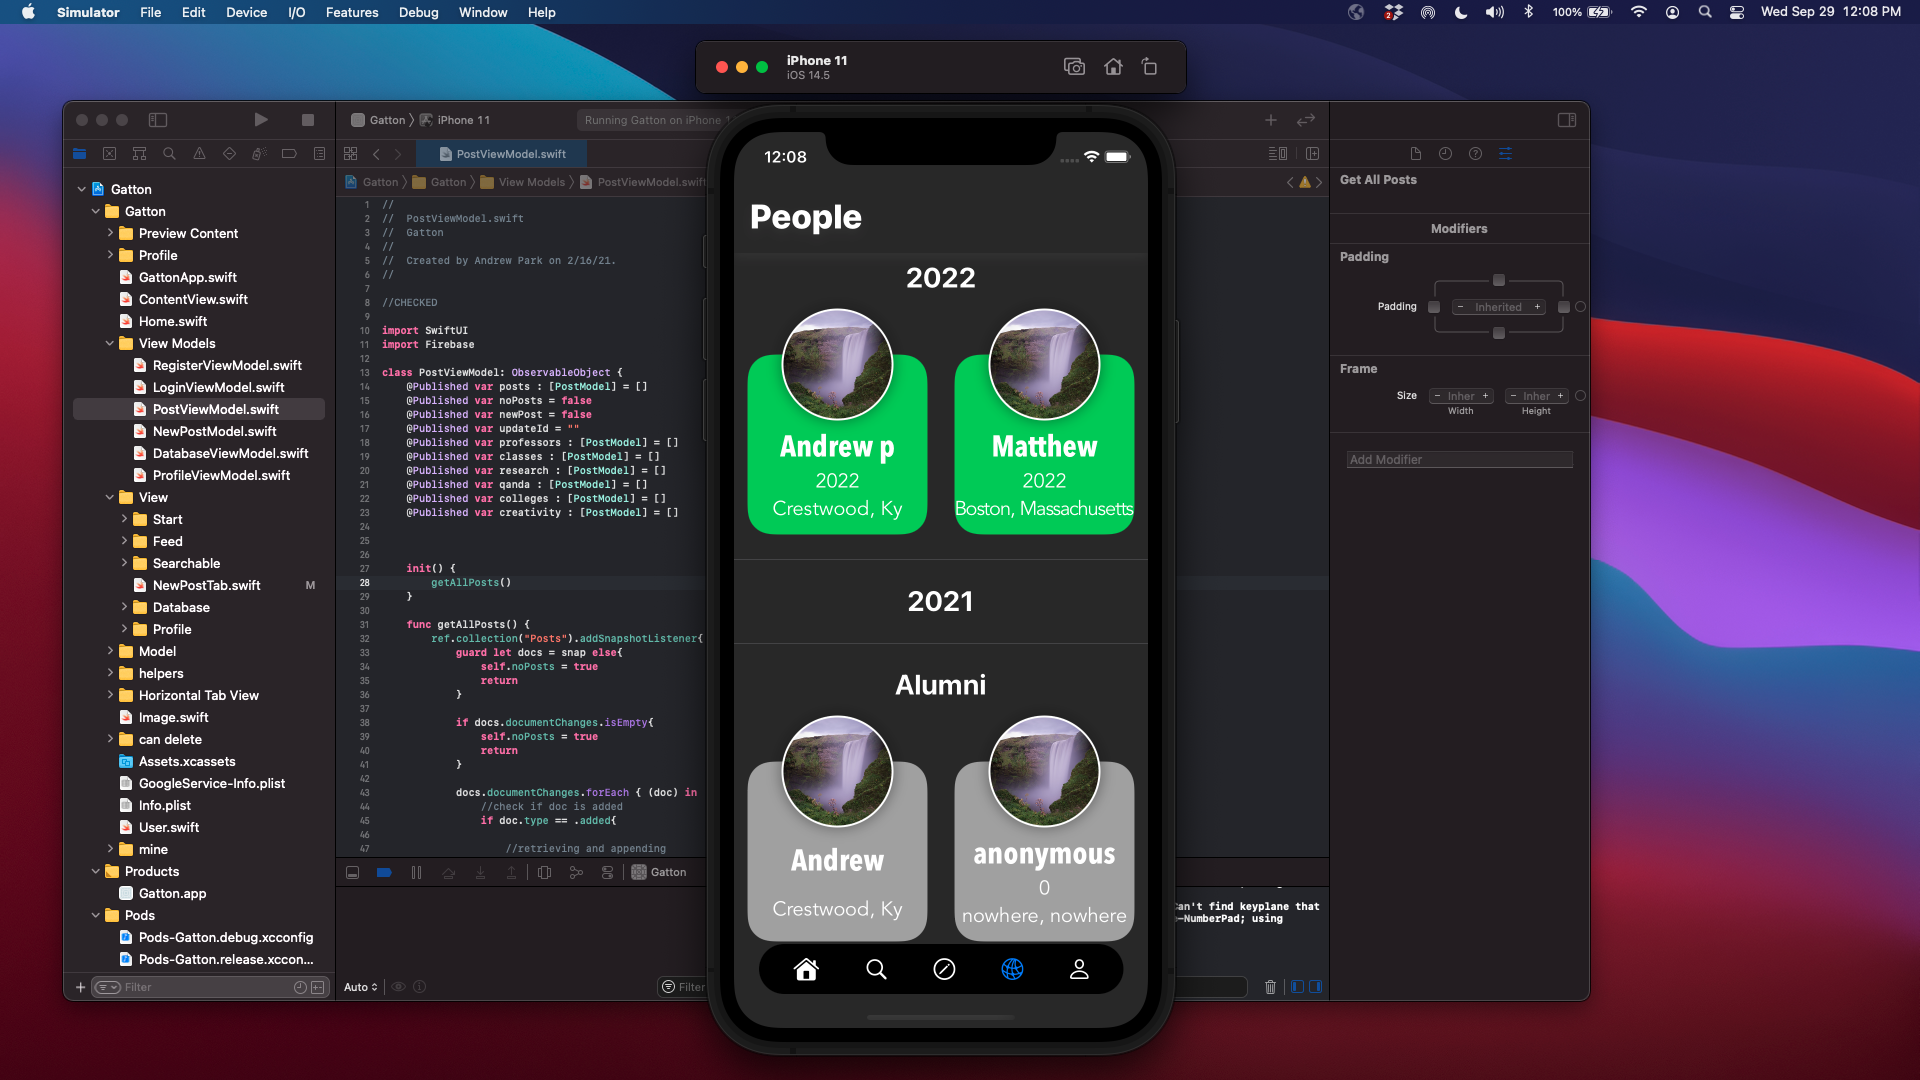 Simulator File Edit Device I/O Features Debug Window Help
2 100% Wed Sep 29 12:08 PM
iPhone 11
iOS 14.5
Gatton iPhone 11 Running Gatton on iPhone
PostViewModel.swift
Gatton Gatton View Models PostViewModel.swift
Gatton
Gatton
Preview Content
Profile
GattonApp.swift
ContentView.swift
Home.swift
View Models
RegisterViewModel.swift
LoginViewModel.swift
PostViewModel.swift
NewPostModel.swift
DatabaseViewModel.swift
ProfileViewModel.swift
View
Start
Feed
Searchable
NewPostTab.swift M
Database
Profile
Model
helpers
Horizontal Tab View
Image.swift
can delete
Assets.xcassets
GoogleService-Info.plist
Info.plist
User.swift
mine
Products
Gatton.app
Pods
Pods-Gatton.debug.xcconfig
Pods-Gatton.release.xccon...
Filter
1 //
2 // PostViewModel.swift
3 // Gatton
4 //
5 // Created by Andrew Park on 2/16/21.
6 //
7
8 //CHECKED
9
10 import SwiftUI
11 import Firebase
12
13 class PostViewModel: ObservableObject {
14 @Published var posts : [PostModel] = []
15 @Published var noPosts = false
16 @Published var newPost = false
17 @Published var updateId = ""
18 @Published var professors : [PostModel] = []
19 @Published var classes : [PostModel] = []
20 @Published var research : [PostModel] = []
21 @Published var qanda : [PostModel] = []
22 @Published var colleges : [PostModel] = []
23 @Published var creativity : [PostModel] = []
24
25
26
27 init() {
28 getAllPosts()
29 }
30
31 func getAllPosts() {
32 ref.collection("Posts").addSnapshotListener{
33 guard let docs = snap else{
34 self.noPosts = true
35 return
36 }
37
38 if docs.documentChanges.isEmpty{
39 self.noPosts = true
40 return
41 }
42
43 docs.documentChanges.forEach { (doc) in
44 //check if doc is added
45 if doc.type == .added{
46
47 //retrieving and appending
Gatton
Auto
Filter
Can't find keyplane that
-NumberPad; using
12:08
People
2022
Andrew p
2022
Crestwood, Ky
Matthew
2022
Boston, Massachusetts
2021
Alumni
Andrew
Crestwood, Ky
anonymous
0
nowhere, nowhere
Get All Posts
Modifiers
Padding
Padding - Inherited +
Frame
Size - Inher + - Inher +
Width Height
Add Modifier